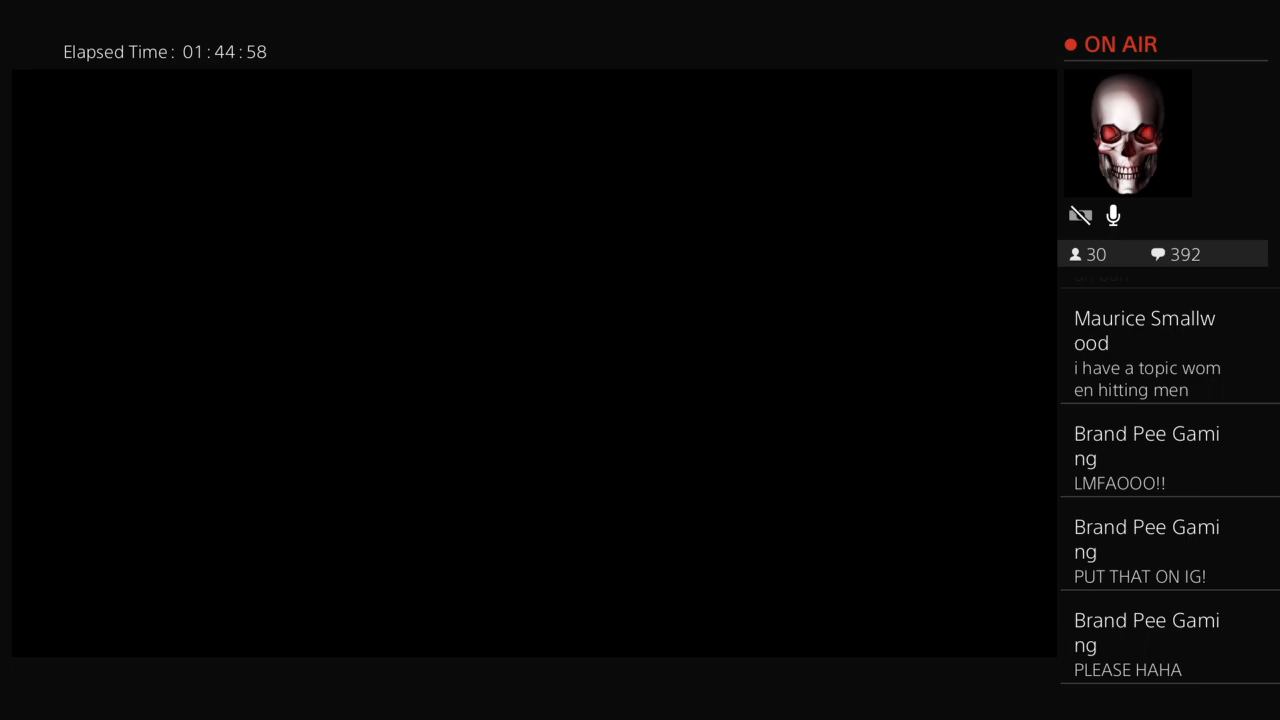 Elapsed Time: 01:44:58
ON AIR
30 392
Maurice Smallw
ood
i have a topic wom
en hitting men
Brand Pee Gami
ng
LMFAOOO!!
Brand Pee Gami
ng
PUT THAT ON IG!
Brand Pee Gami
ng
PLEASE HAHA